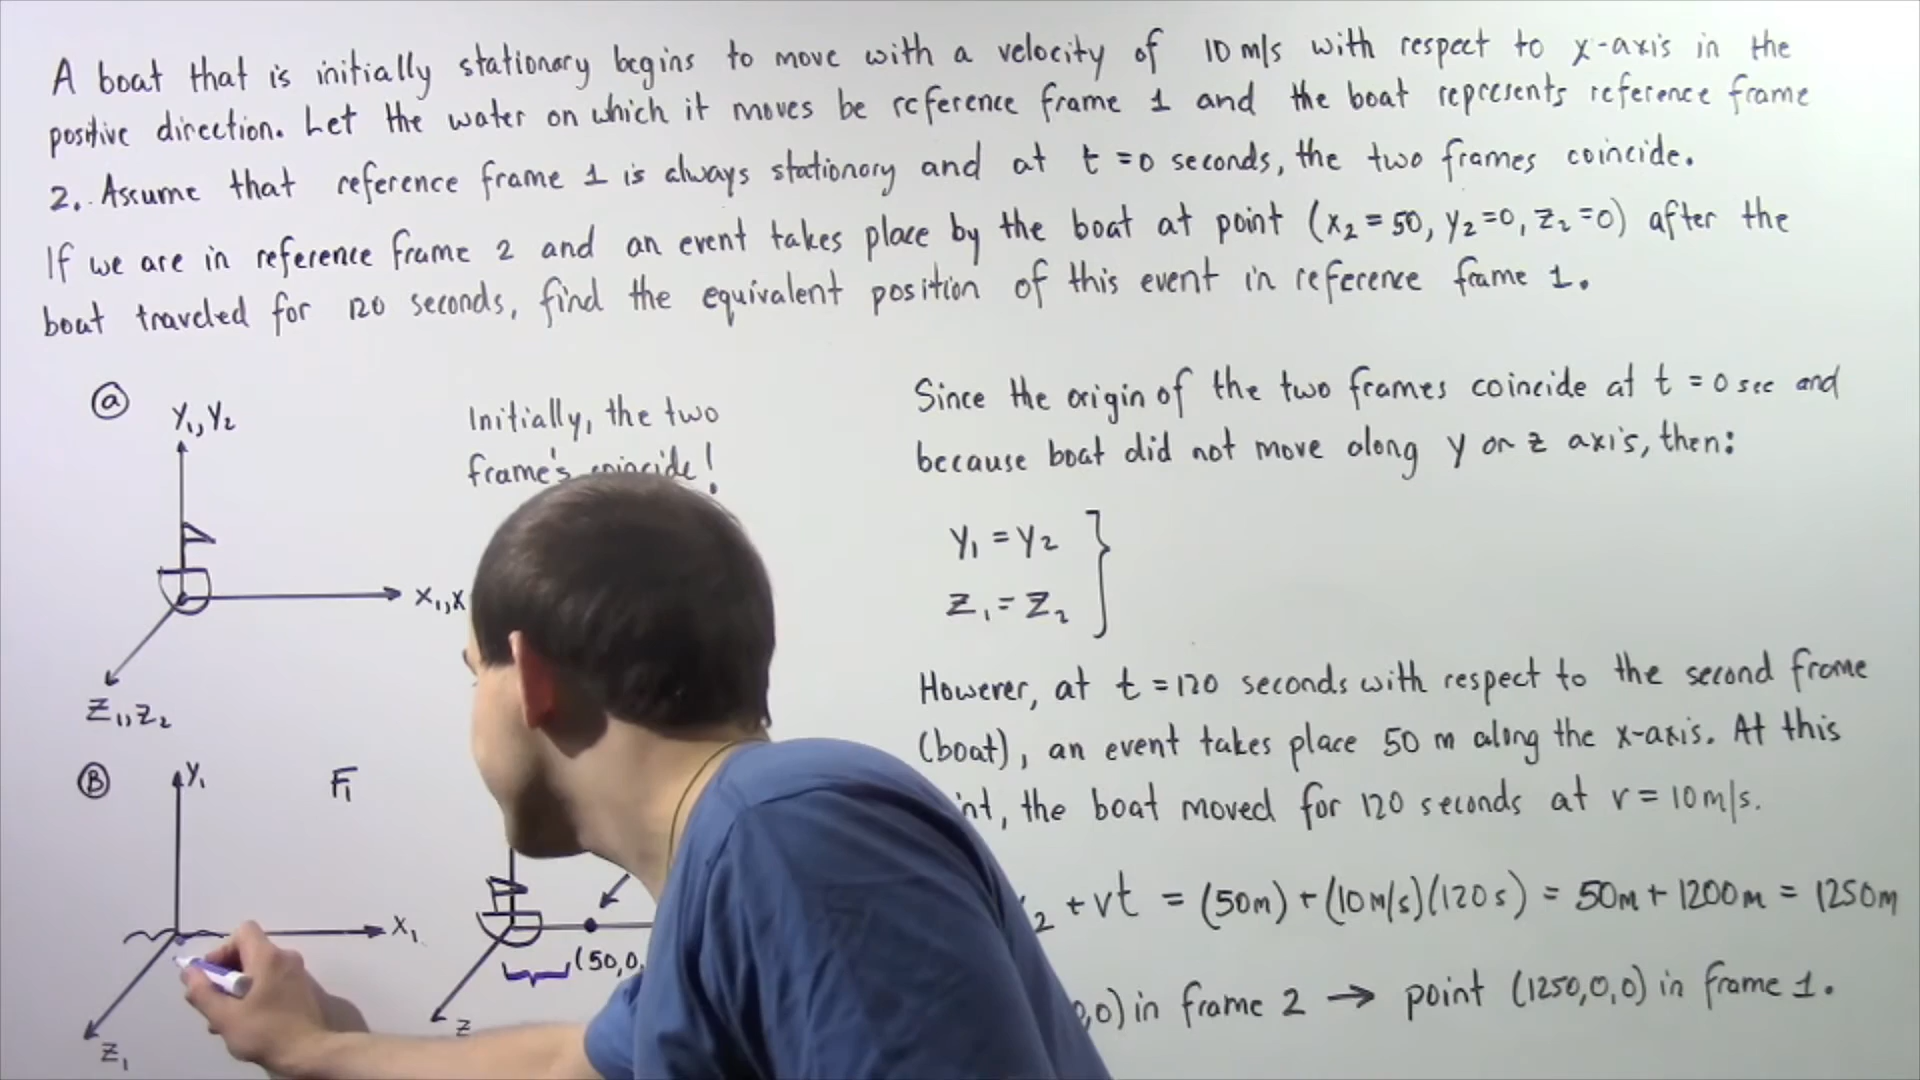 A boat that is initially stationary begins to move with a velocity of 10 m/s with respect to x-axis in the
positive direction. Let the water on which it moves be reference frame 1 and the boat represents reference frame
2. Assume that reference frame 1 is always stationary and at t = 0 seconds, the two frames coincide.
If we are in reference frame 2 and an event takes place by the boat at point (x₂ = 50, y₂ = 0, z₂ = 0) after the
boat traveled for 120 seconds, find the equivalent position of this event in reference frame 1.
ⓐ
Y₁, Y₂
Initially, the two
frame's coincide!
X₁, X
Z₁, Z₂
Ⓑ
Y₁
F₁
X₁
Z₁
(50,0,
Z
Since the origin of the two frames coincide at t = 0 sec and
because boat did not move along y or z axis, then:
Y₁ = Y₂
Z₁ = Z₂
However, at t = 120 seconds with respect to the second frame
(boat), an event takes place 50 m along the x-axis. At this
the boat moved for 120 seconds at v = 10 m/s.
₂ + vt = (50m) + (10 m/s)(120 s) = 50m + 1200m = 1250m
,0) in frame 2 → point (1250,0,0) in frame 1.